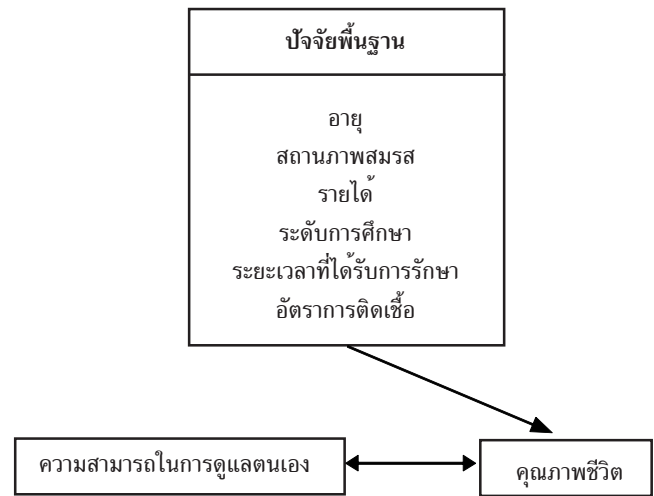 ปัจจัยพื้นฐาน
อายุ
สถานภาพสมรส
รายได้
ระดับการศึกษา
ระยะเวลาที่ได้รับการรักษา
อัตราการติดเชื้อ
ความสามารถในการดูแลตนเอง
คุณภาพชีวิต